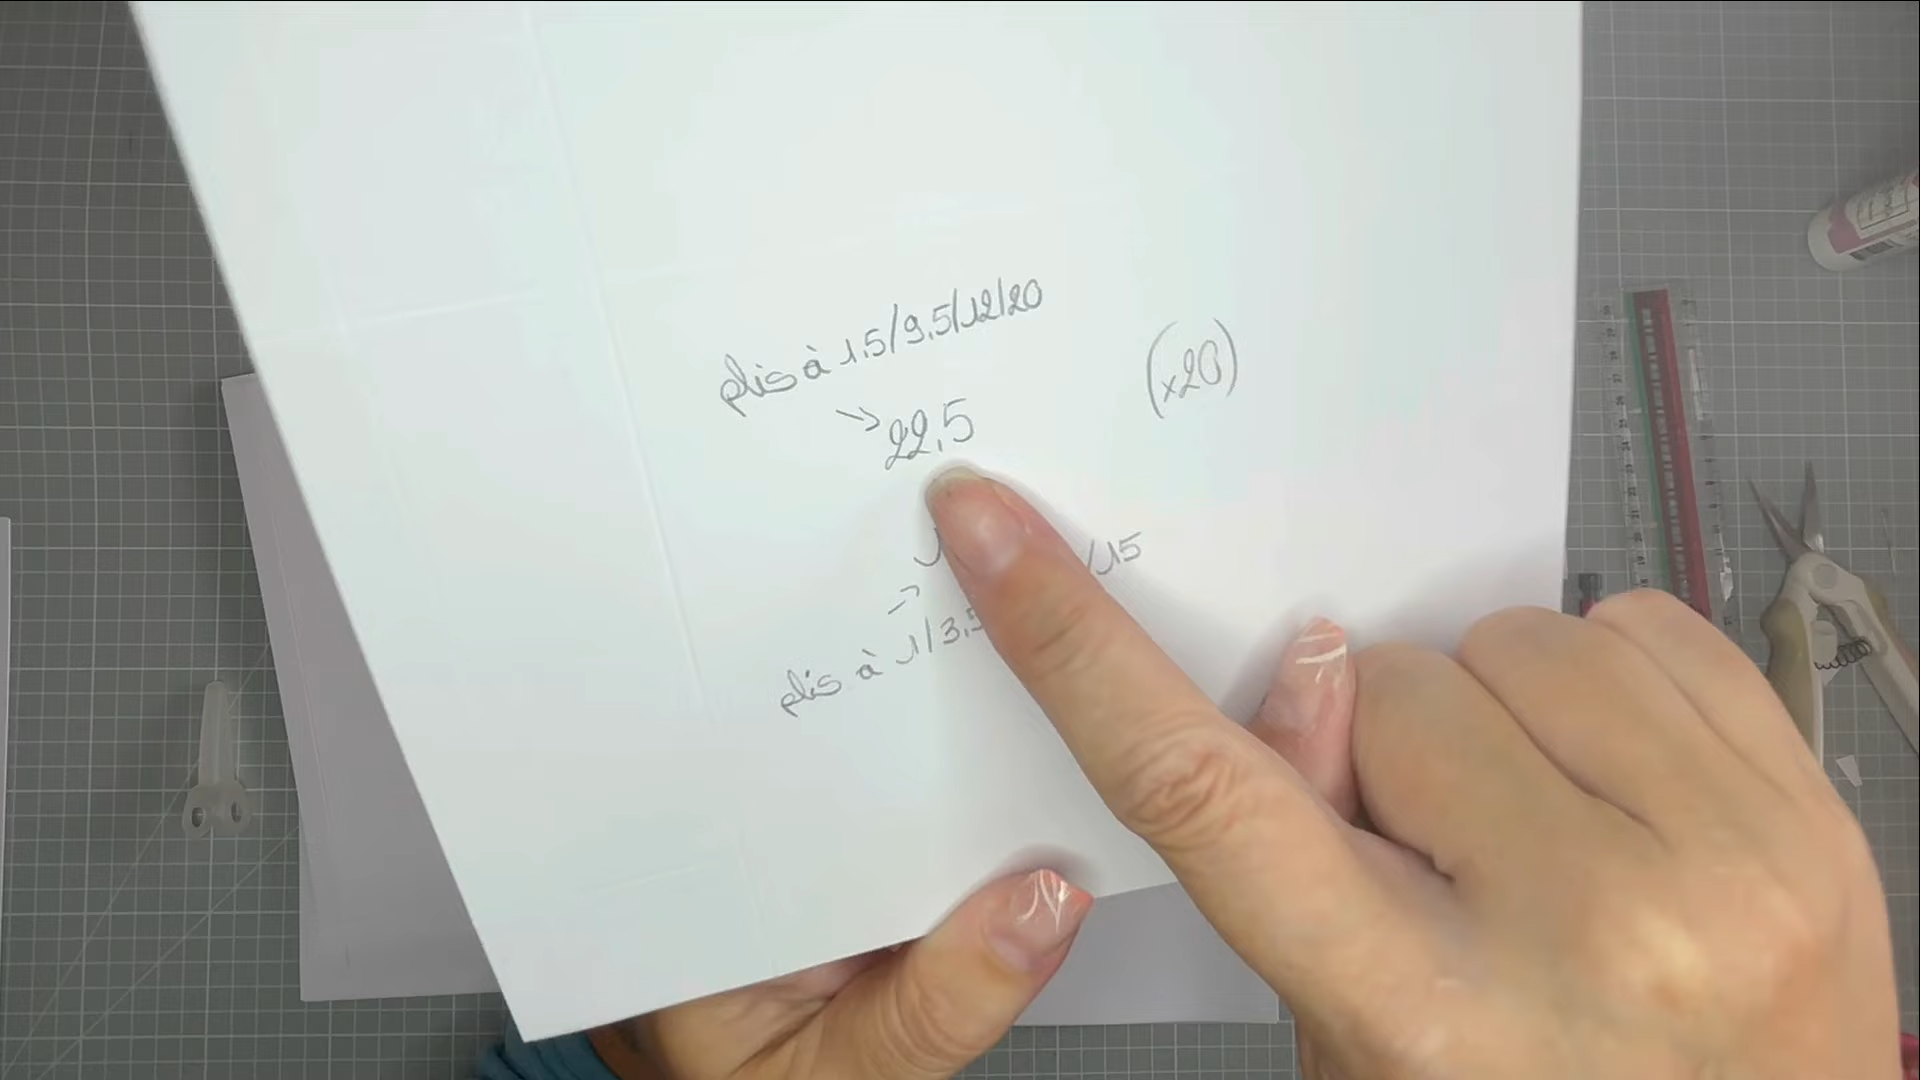 plis à 1.5/9.5/12/20
→ 22,5
(x20)
/15
→
plis à 1/3,5